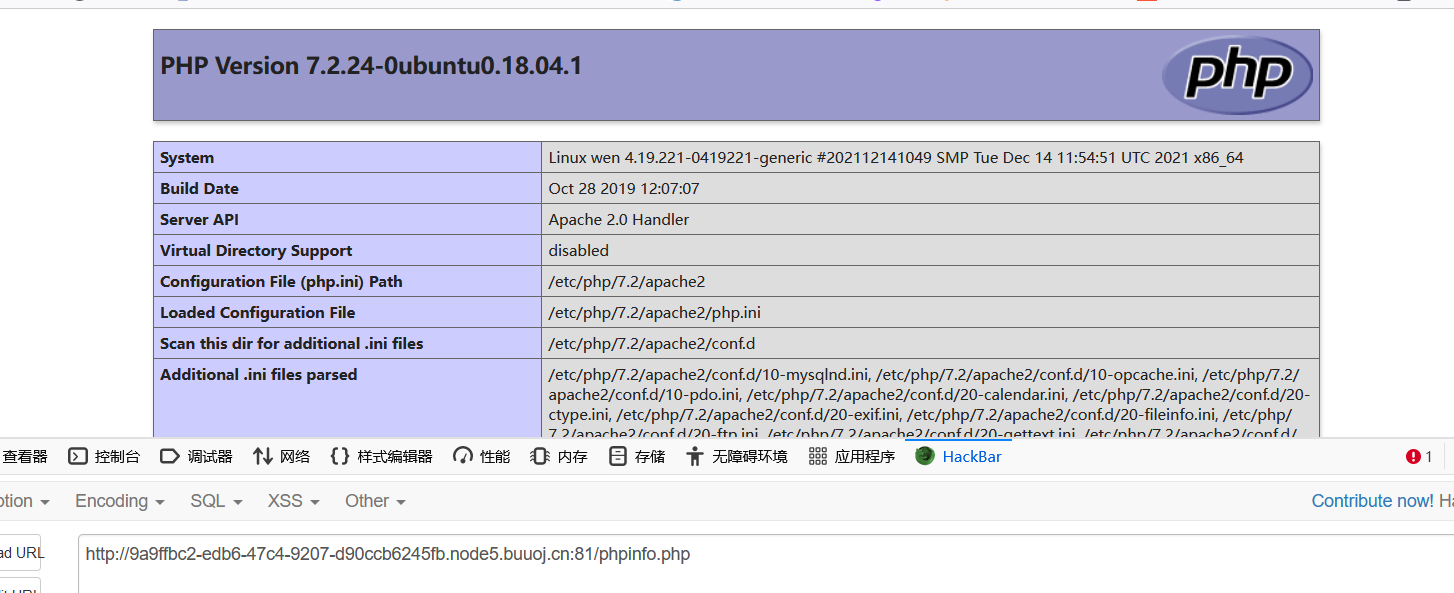 PHP Version 7.2.24-0ubuntu0.18.04.1
php
System Linux wen 4.19.221-0419221-generic #202112141049 SMP Tue Dec 14 11:54:51 UTC 2021 x86_64
Build Date Oct 28 2019 12:07:07
Server API Apache 2.0 Handler
Virtual Directory Support disabled
Configuration File (php.ini) Path /etc/php/7.2/apache2
Loaded Configuration File /etc/php/7.2/apache2/php.ini
Scan this dir for additional .ini files /etc/php/7.2/apache2/conf.d
Additional .ini files parsed /etc/php/7.2/apache2/conf.d/10-mysqlnd.ini, /etc/php/7.2/apache2/conf.d/10-opcache.ini, /etc/php/7.2/
apache2/conf.d/10-pdo.ini, /etc/php/7.2/apache2/conf.d/20-calendar.ini, /etc/php/7.2/apache2/conf.d/20-
ctype.ini, /etc/php/7.2/apache2/conf.d/20-exif.ini, /etc/php/7.2/apache2/conf.d/20-fileinfo.ini, /etc/php/
7.2/apache2/conf.d/20-ftp.ini, /etc/php/7.2/apache2/conf.d/20-gettext.ini, /etc/php/7.2/apache2/conf.d/
查看器 控制台 调试器 网络 样式编辑器 性能 内存 存储 无障碍环境 应用程序 HackBar 1
ption Encoding SQL XSS Other Contribute now! Ha
ad URL http://9a9ffbc2-edb6-47c4-9207-d90ccb6245fb.node5.buuoj.cn:81/phpinfo.php